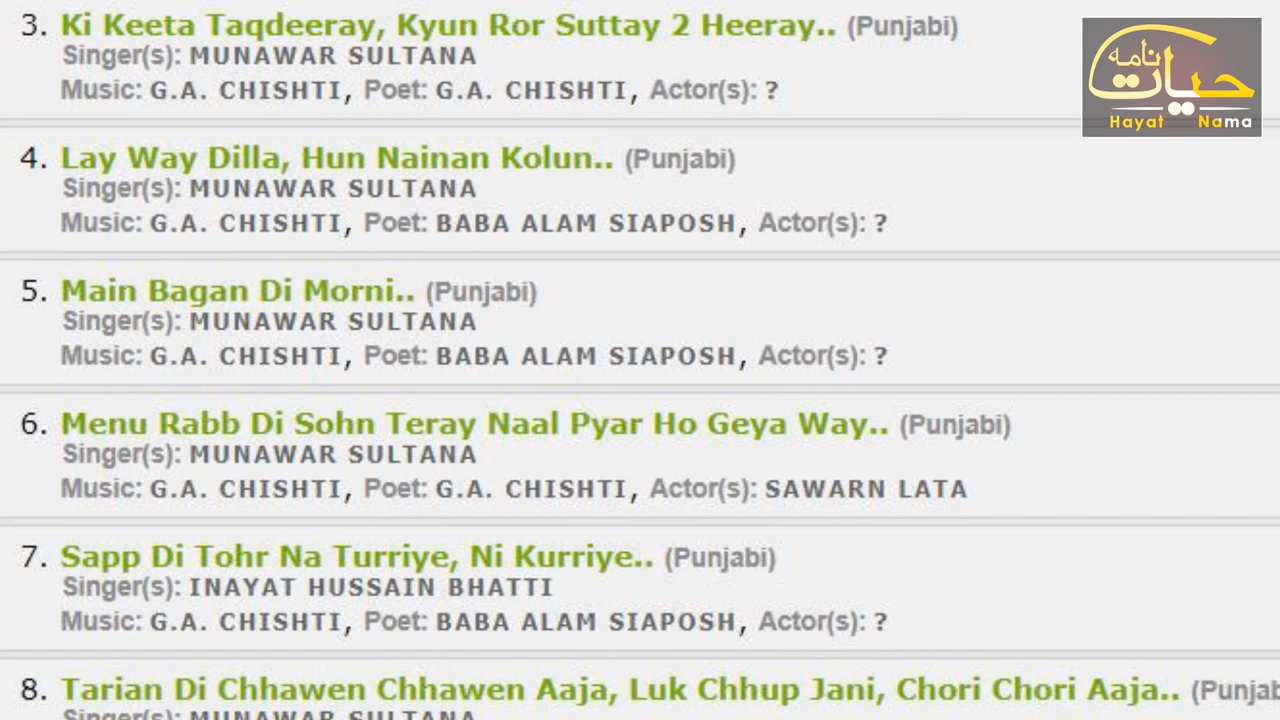 3. Ki Keeta Taqdeeray, Kyun Ror Suttay 2 Heeray.. (Punjabi)
Singer(s): MUNAWAR SULTANA
Music: G.A. CHISHTI, Poet: G.A. CHISHTI, Actor(s): ?
حیات نامہ
Hayat Nama
4. Lay Way Dilla, Hun Nainan Kolun.. (Punjabi)
Singer(s): MUNAWAR SULTANA
Music: G.A. CHISHTI, Poet: BABA ALAM SIAPOSH, Actor(s): ?
5. Main Bagan Di Morni.. (Punjabi)
Singer(s): MUNAWAR SULTANA
Music: G.A. CHISHTI, Poet: BABA ALAM SIAPOSH, Actor(s): ?
6. Menu Rabb Di Sohn Teray Naal Pyar Ho Geya Way.. (Punjabi)
Singer(s): MUNAWAR SULTANA
Music: G.A. CHISHTI, Poet: G.A. CHISHTI, Actor(s): SAWARN LATA
7. Sapp Di Tohr Na Turriye, Ni Kurriye.. (Punjabi)
Singer(s): INAYAT HUSSAIN BHATTI
Music: G.A. CHISHTI, Poet: BABA ALAM SIAPOSH, Actor(s): ?
8. Tarian Di Chhawen Chhawen Aaja, Luk Chhup Jani, Chori Chori Aaja.. (Punjab
Singer(s): MUNAWAR SULTANA